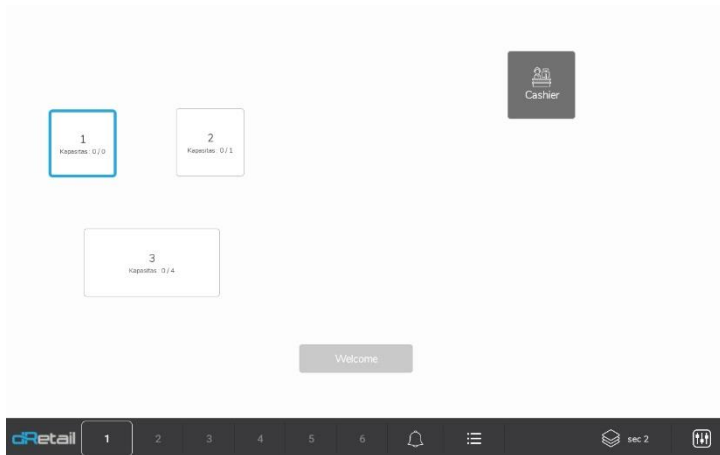 Cashier
1
Kapasitas: 0/0
2
Kapasitas: 0/1
3
Kapasitas: 0/4
Welcome
dRetail 1 2 3 4 5 6 sec 2